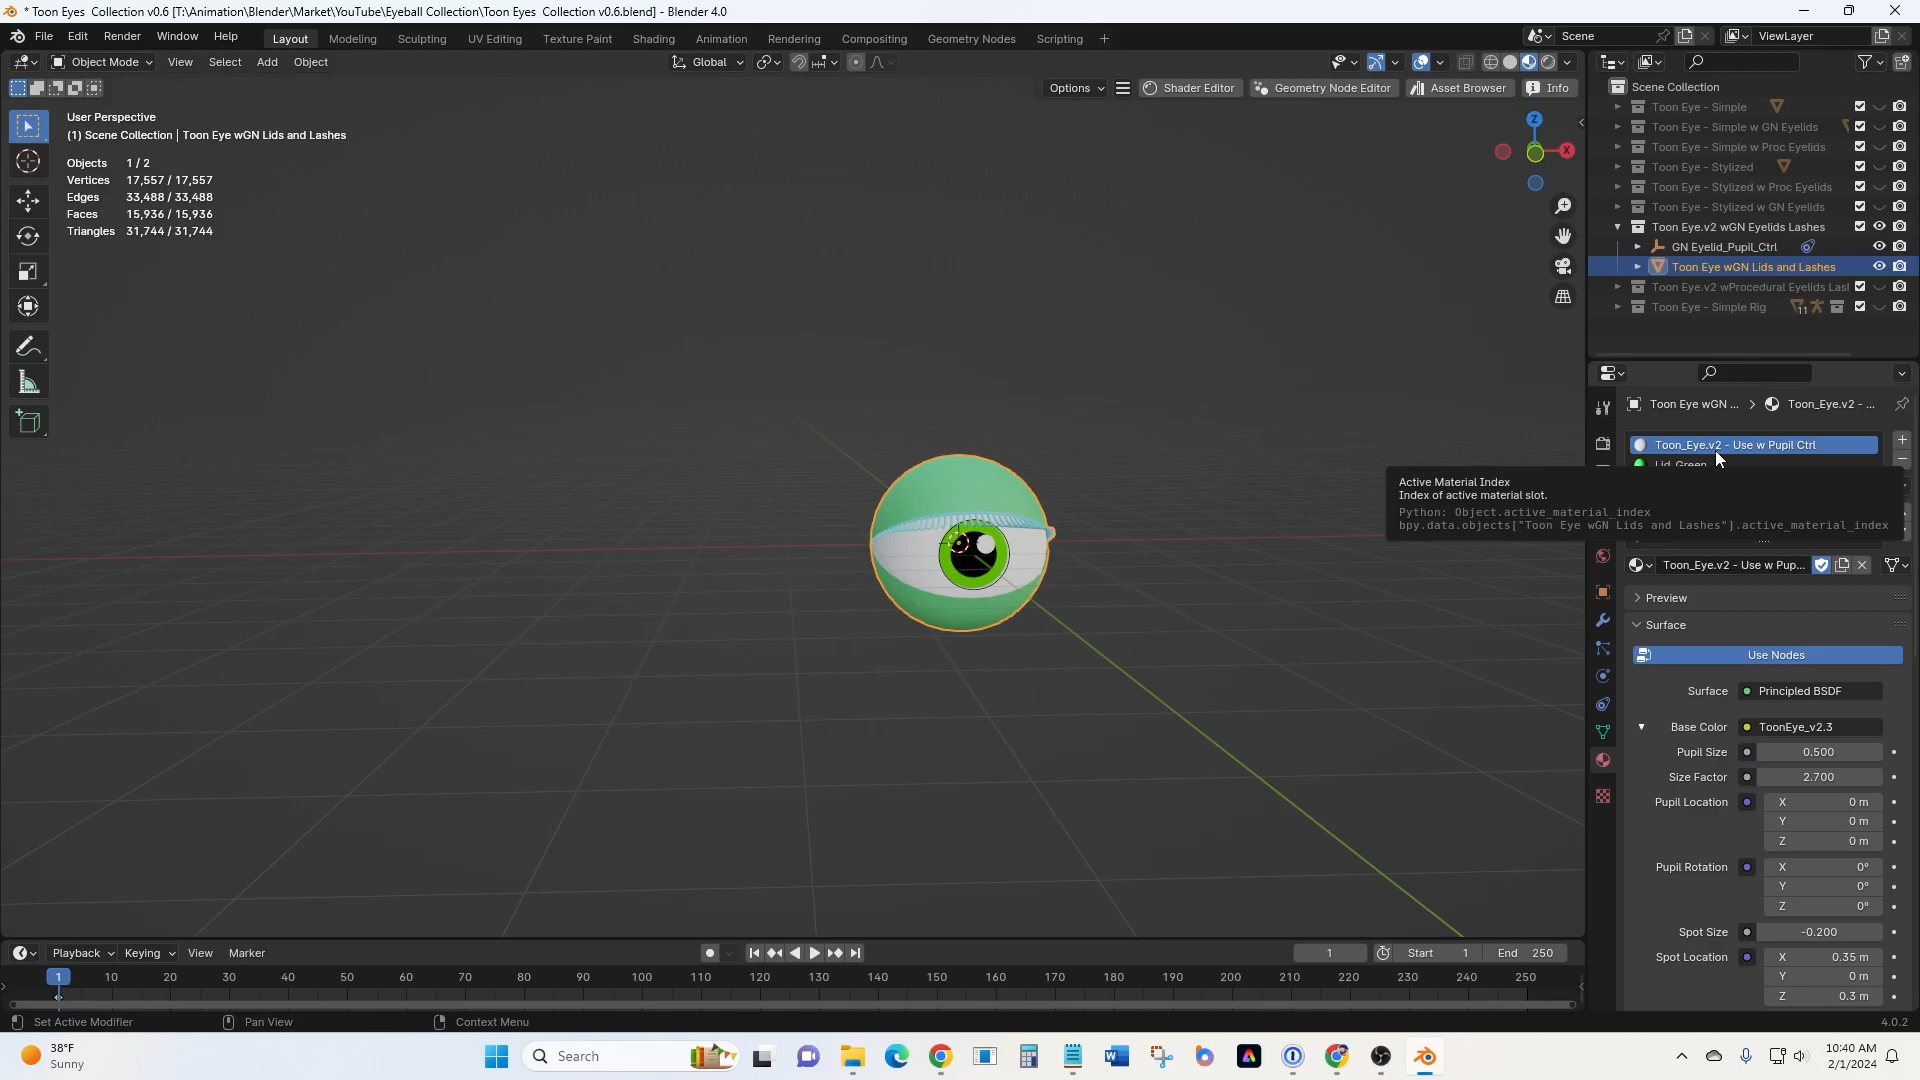 * Toon Eyes  Collection v0.6 [T:\Animation\Blender\Market\YouTube\Eyeball Collection\Toon Eyes  Collection v0.6.blend] - Blender 4.0
File Edit Render Window Help Layout Modeling Sculpting UV Editing Texture Paint Shading Animation Rendering Compositing Geometry Nodes Scripting + Scene ViewLayer
Object Mode View Select Add Object Global
Options Shader Editor Geometry Node Editor Asset Browser Info
User Perspective
(1) Scene Collection | Toon Eye wGN Lids and Lashes
Objects 1 / 2
Vertices 17,557 / 17,557
Edges 33,488 / 33,488
Faces 15,936 / 15,936
Triangles 31,744 / 31,744
Z
X
Scene Collection
Toon Eye - Simple
Toon Eye - Simple w GN Eyelids
Toon Eye - Simple w Proc Eyelids
Toon Eye - Stylized
Toon Eye - Stylized w Proc Eyelids
Toon Eye - Stylized w GN Eyelids
Toon Eye.v2 wGN Eyelids Lashes
GN Eyelid_Pupil_Ctrl
Toon Eye wGN Lids and Lashes
Toon Eye.v2 wProcedural Eyelids Las
Toon Eye - Simple Rig 11
Toon Eye wGN ... > Toon_Eye.v2 - ...
Toon_Eye.v2 - Use w Pupil Ctrl
Lid_Green
Active Material Index
Index of active material slot.
Python: Object.active_material_index
bpy.data.objects["Toon Eye wGN Lids and Lashes"].active_material_index
Toon_Eye.v2 - Use w Pup...
Preview
Surface
Use Nodes
Surface Principled BSDF
Base Color ToonEye_v2.3
Pupil Size 0.500
Size Factor 2.700
Pupil Location X 0 m
Y 0 m
Z 0 m
Pupil Rotation X 0°
Y 0°
Z 0°
Spot Size -0.200
Spot Location X 0.35 m
Y 0 m
Z 0.3 m
Playback Keying View Marker 1 Start 1 End 250
1 10 20 30 40 50 60 70 80 90 100 110 120 130 140 150 160 170 180 190 200 210 220 230 240 250
Set Active Modifier Pan View Context Menu 4.0.2
38°F
Sunny
Search
10:40 AM
2/1/2024